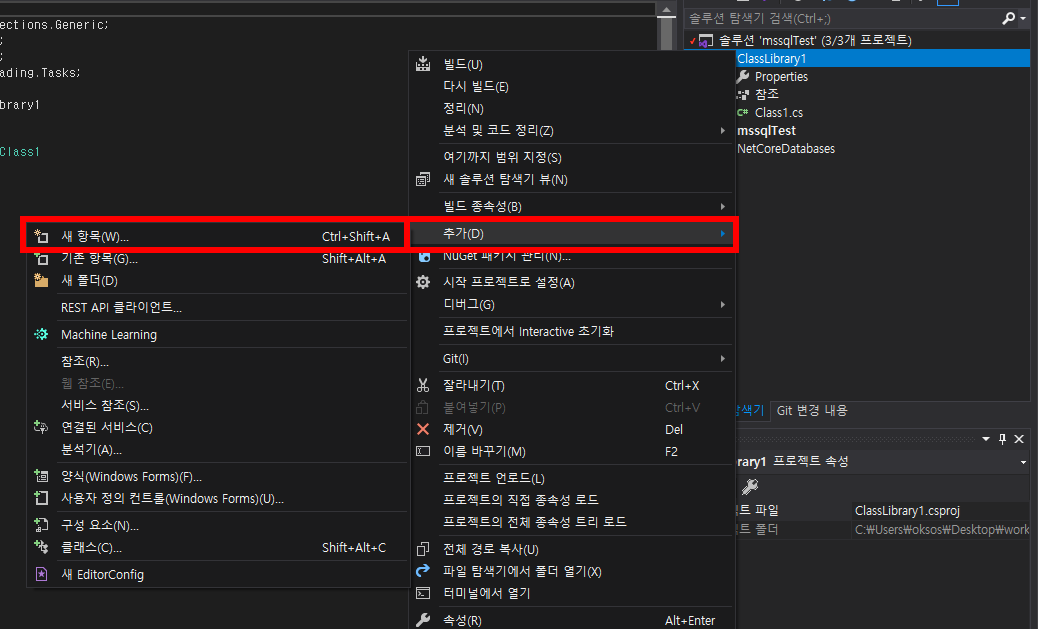 ections.Generic;
;
;
ading.Tasks;
brary1
Class1
솔루션 탐색기 검색(Ctrl+;)
솔루션 'mssqlTest' (3/3개 프로젝트)
ClassLibrary1
Properties
참조
C# Class1.cs
mssqlTest
NetCoreDatabases
빌드(U)
다시 빌드(E)
정리(N)
분석 및 코드 정리(Z)
여기까지 범위 지정(S)
새 솔루션 탐색기 뷰(N)
빌드 종속성(B)
추가(D)
NuGet 패키지 관리(N)...
시작 프로젝트로 설정(A)
디버그(G)
프로젝트에서 Interactive 초기화
Git(I)
잘라내기(T) Ctrl+X
붙여넣기(P) Ctrl+V
제거(V) Del
이름 바꾸기(M) F2
프로젝트 언로드(L)
프로젝트의 직접 종속성 로드
프로젝트의 전체 종속성 트리 로드
전체 경로 복사(U)
파일 탐색기에서 폴더 열기(X)
터미널에서 열기
속성(R) Alt+Enter
새 항목(W)... Ctrl+Shift+A
기존 항목(G)... Shift+Alt+A
새 폴더(D)
REST API 클라이언트...
Machine Learning
참조(R)...
웹 참조(E)...
서비스 참조(S)...
연결된 서비스(C)
분석기(A)...
양식(Windows Forms)(F)...
사용자 정의 컨트롤(Windows Forms)(U)...
구성 요소(N)...
클래스(C)... Shift+Alt+C
새 EditorConfig
탐색기 Git 변경 내용
rary1 프로젝트 속성
트 파일 ClassLibrary1.csproj
트 폴더 C:₩Users₩oksos₩Desktop₩work